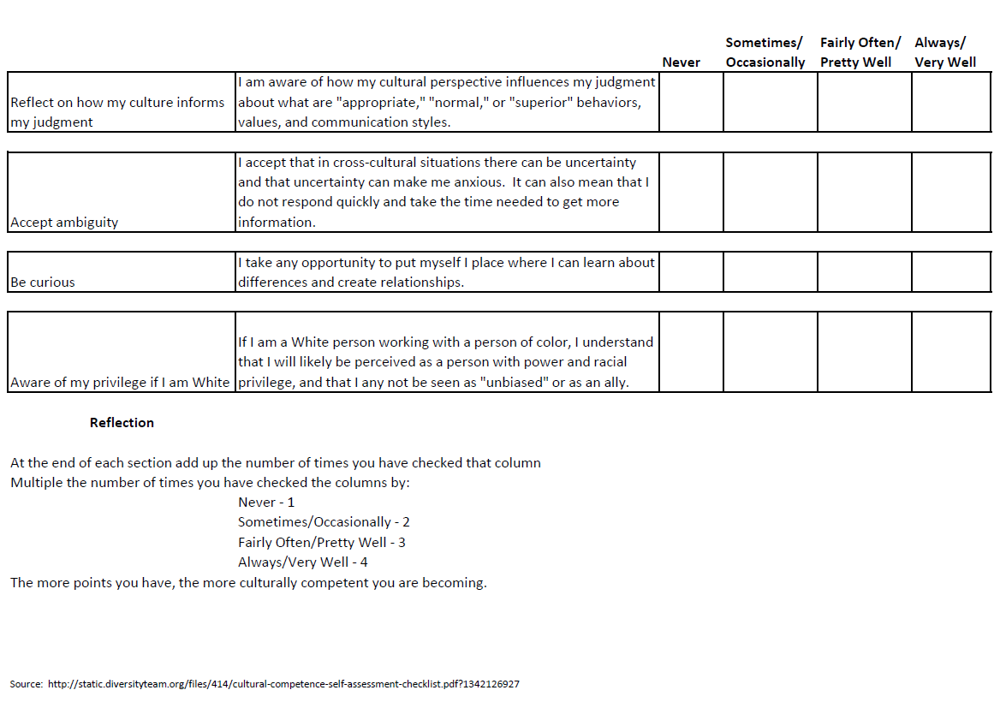 Sometimes/ Fairly Often/ Always/
Never Occasionally Pretty Well Very Well
I am aware of how my cultural perspective influences my judgment
Reflect on how my culture informs about what are "appropriate," "normal," or "superior" behaviors,
my judgment values, and communication styles.
I accept that in cross-cultural situations there can be uncertainty
and that uncertainty can make me anxious.  It can also mean that I
do not respond quickly and take the time needed to get more
Accept ambiguity information.
I take any opportunity to put myself I place where I can learn about
Be curious differences and create relationships.
If I am a White person working with a person of color, I understand
that I will likely be perceived as a person with power and racial
Aware of my privilege if I am White privilege, and that I any not be seen as "unbiased" or as an ally.
Reflection
At the end of each section add up the number of times you have checked that column
Multiple the number of times you have checked the columns by:
Never - 1
Sometimes/Occasionally - 2
Fairly Often/Pretty Well - 3
Always/Very Well - 4
The more points you have, the more culturally competent you are becoming.
Source:  http://static.diversityteam.org/files/414/cultural-competence-self-assessment-checklist.pdf?1342126927